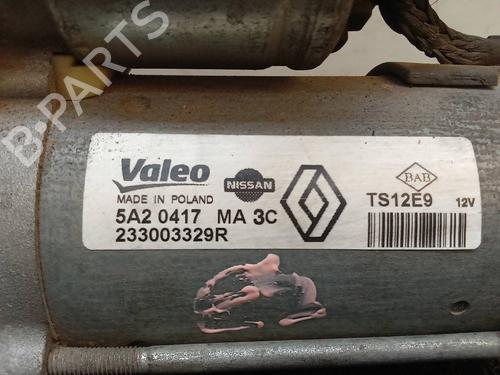 B-PARTS
Valeo
NISSAN
BAB
MADE IN POLAND
TS12E9 12V
5A2 0417 MA 3C
233003329R